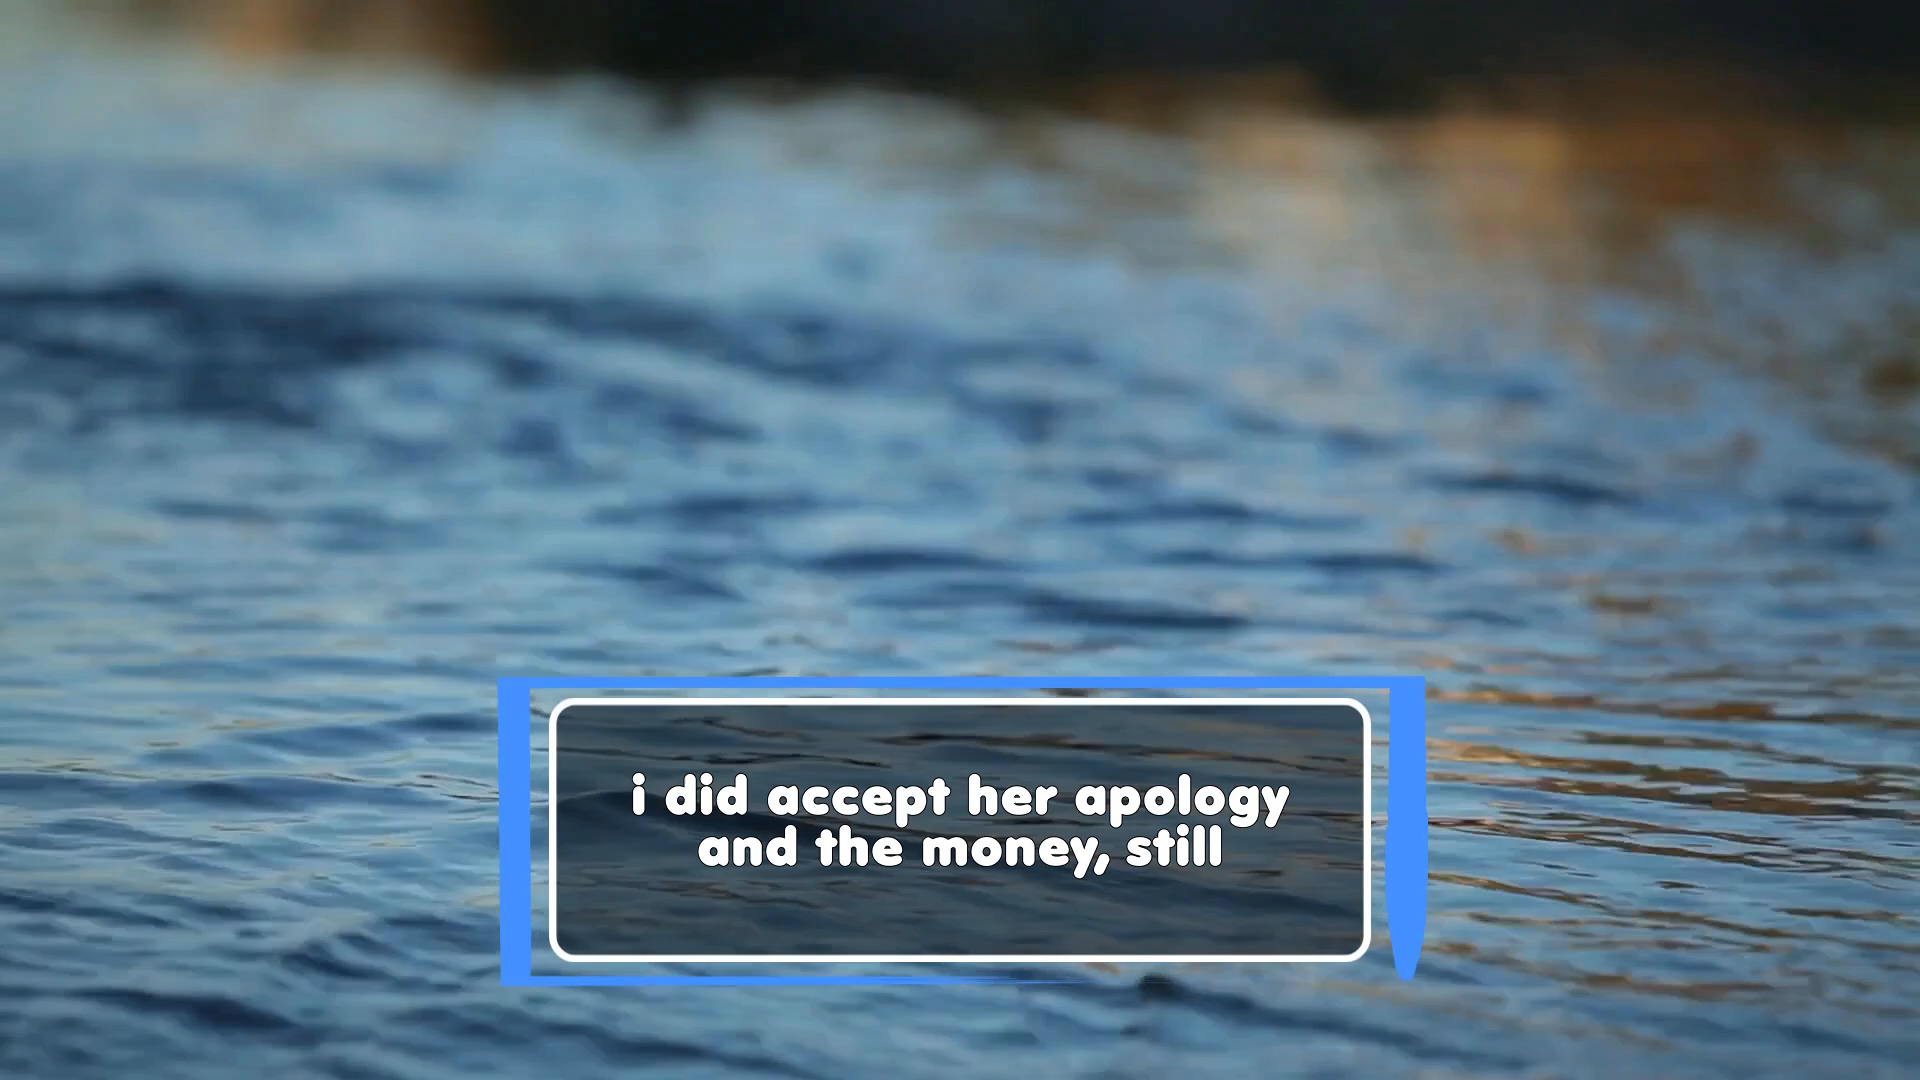 i did accept her apology
and the money, still